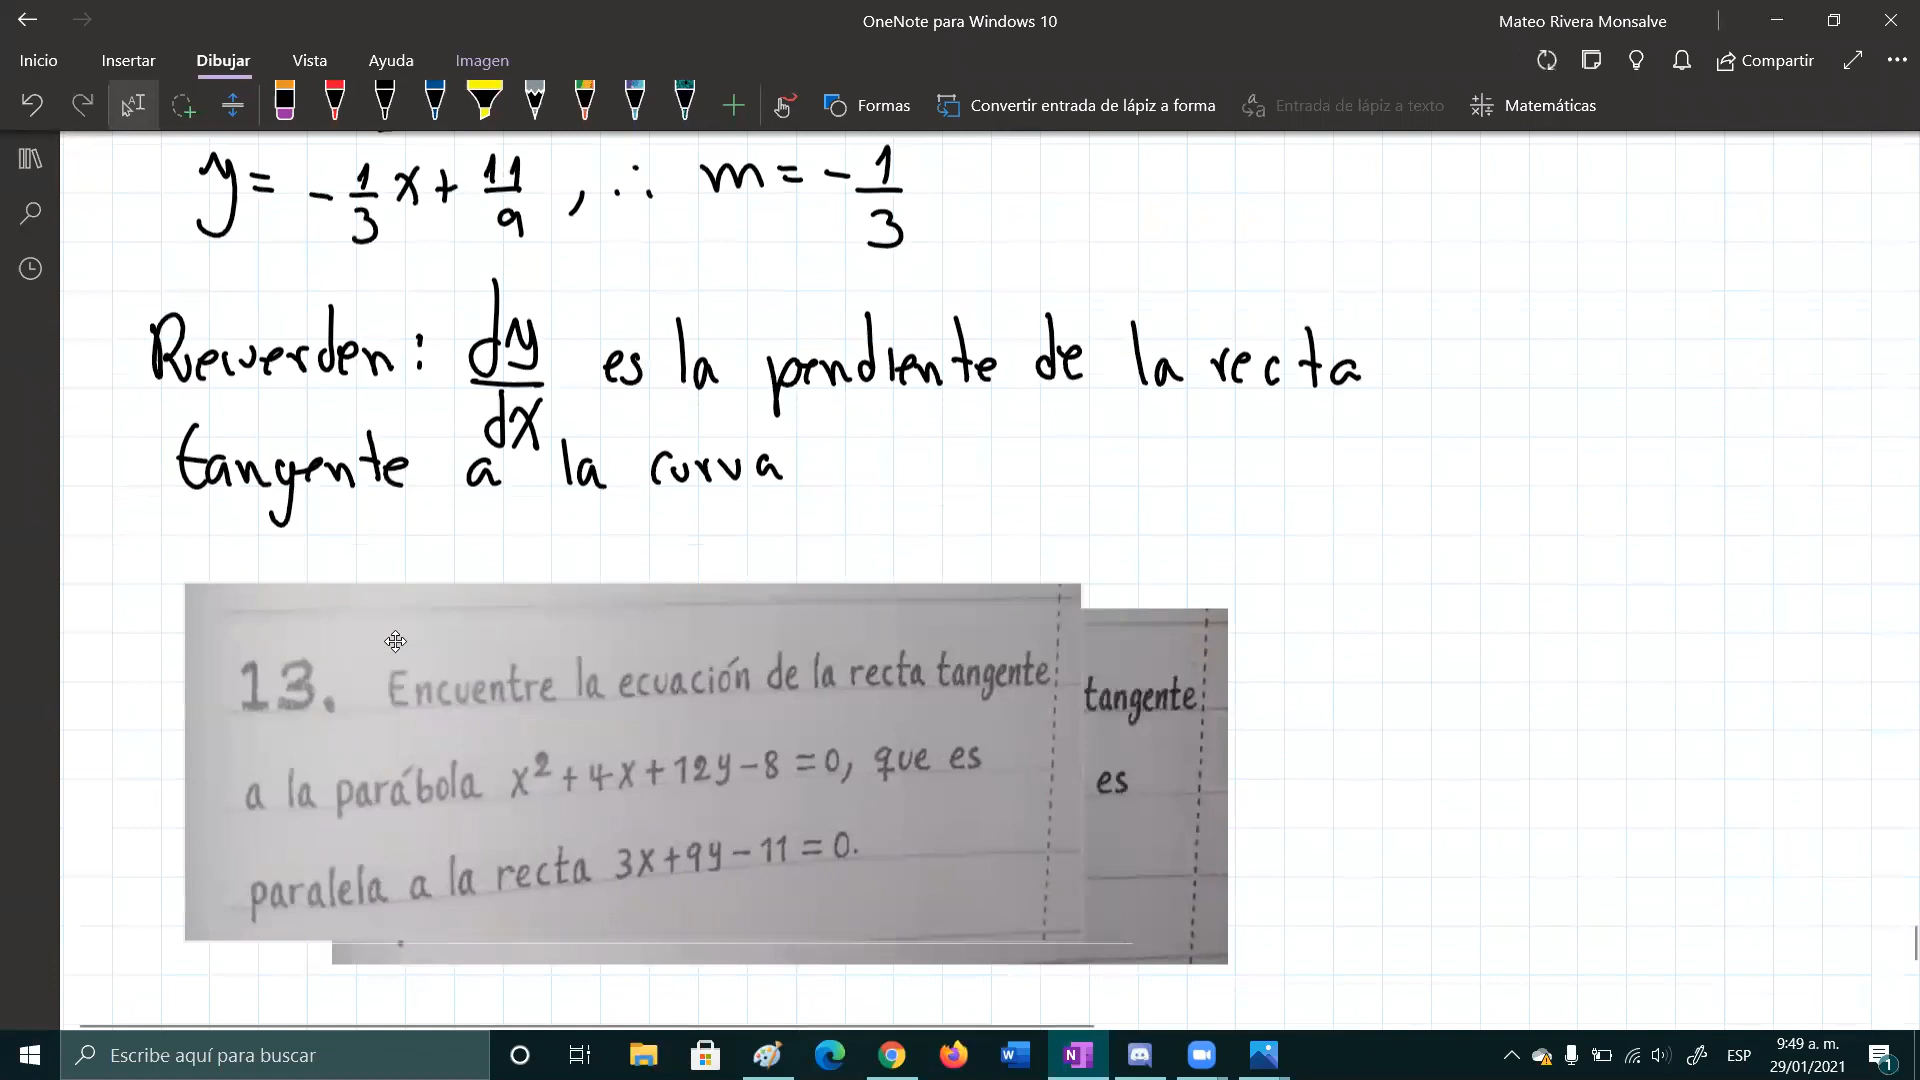 OneNote para Windows 10
Mateo Rivera Monsalve
Inicio Insertar Dibujar Vista Ayuda Imagen
Compartir
Formas Convertir entrada de lápiz a forma Entrada de lápiz a texto Matemáticas
y = -1/3 x + 11/9 , ∴ m = -1/3
Recuerden: dy/dx es la pendiente de la recta
tangente a la curva
13. Encuentre la ecuación de la recta tangente
tangente
a la parábola x²+4x+12y-8=0, que es
es
paralela a la recta 3x+9y-11=0.
Escribe aquí para buscar
ESP
9:49 a. m.
29/01/2021
1